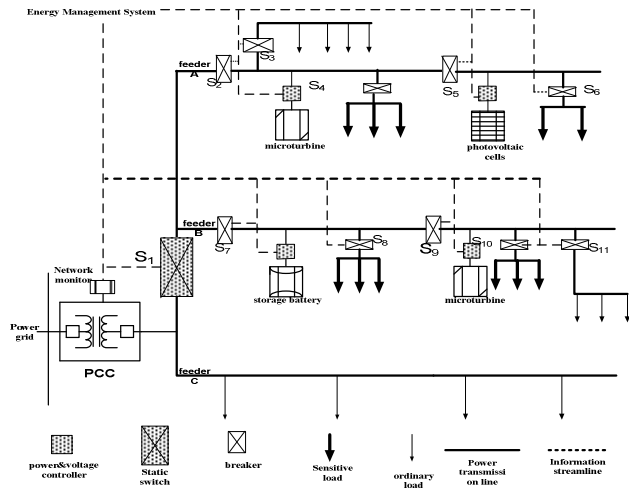 Energy Management System
feeder
A
S2
S3
S4
S5
S6
microturbine
photovoltaic
cells
feeder
B
S1
S7
S8
S9
S10
S11
Network
monitor
storage battery
microturbine
Power
grid
PCC
feeder
C
power&voltage
controller
Static
switch
breaker
Sensitive
load
ordinary
load
Power
transmissi
on line
Information
streamline